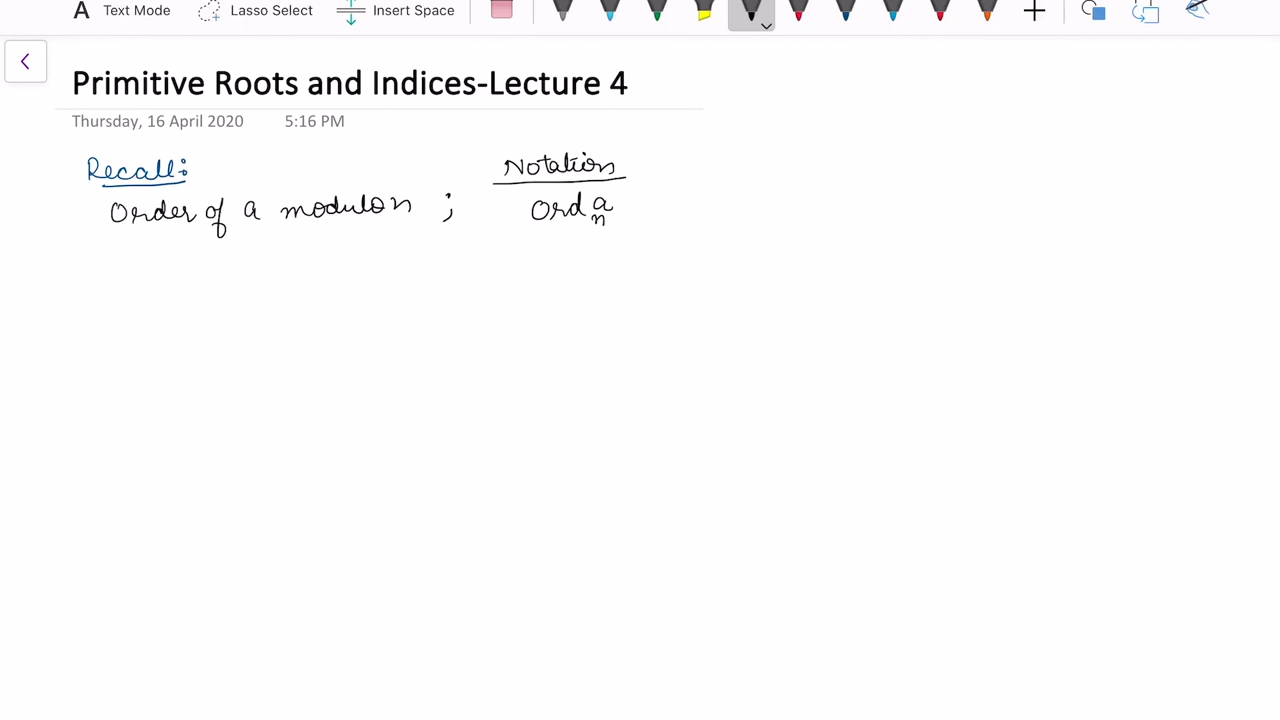 A Text Mode Lasso Select Insert Space
Primitive Roots and Indices-Lecture 4
Thursday, 16 April 2020 5:16 PM
Recall: Notation
Order of a modulo n ; Ord a
n